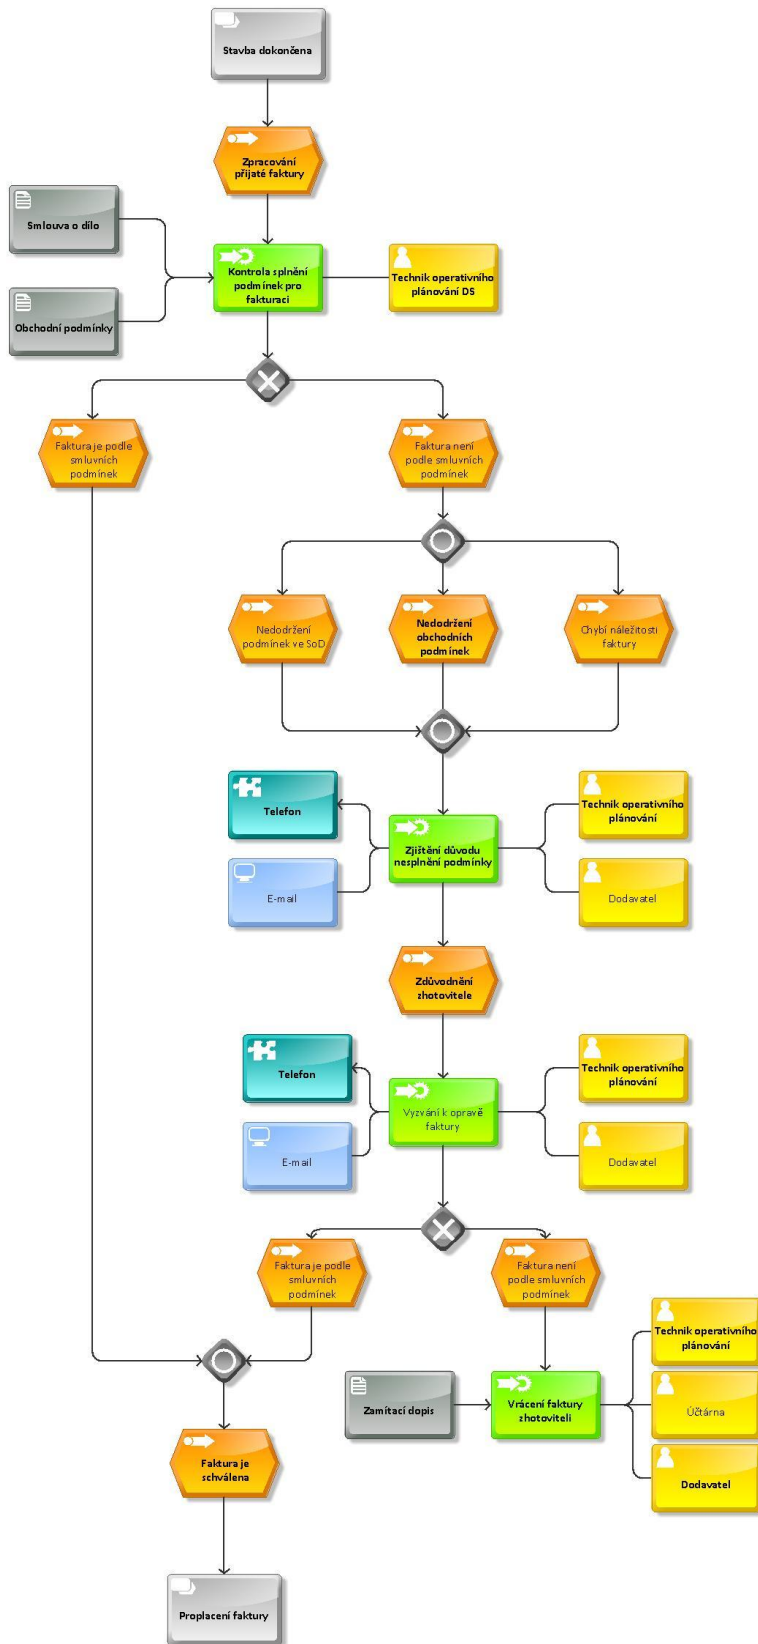 Stavba dokončena
Zpracování
přijaté faktury
Smlouva o dílo
Kontrola splnění
podmínek pro
fakturaci
Technik operativního
plánování DS
Obchodní podmínky
Faktura je podle
smluvních
podmínek
Faktura není
podle smluvních
podmínek
Nedodržení
podmínek ve SoD
Nedodržení
obchodních
podmínek
Chybí náležitosti
faktury
Telefon
Technik operativního
plánování
Zjištění důvodu
nesplnění podmínky
E-mail
Dodavatel
Zdůvodnění
zhotovitele
Telefon
Technik operativního
plánování
Vyzvání k opravě
faktury
E-mail
Dodavatel
Faktura je podle
smluvních
podmínek
Faktura není
podle smluvních
podmínek
Technik operativního
plánování
Zamítací dopis
Vrácení faktury
zhotoviteli
Účtárna
Faktura je
schválena
Dodavatel
Proplacení faktury